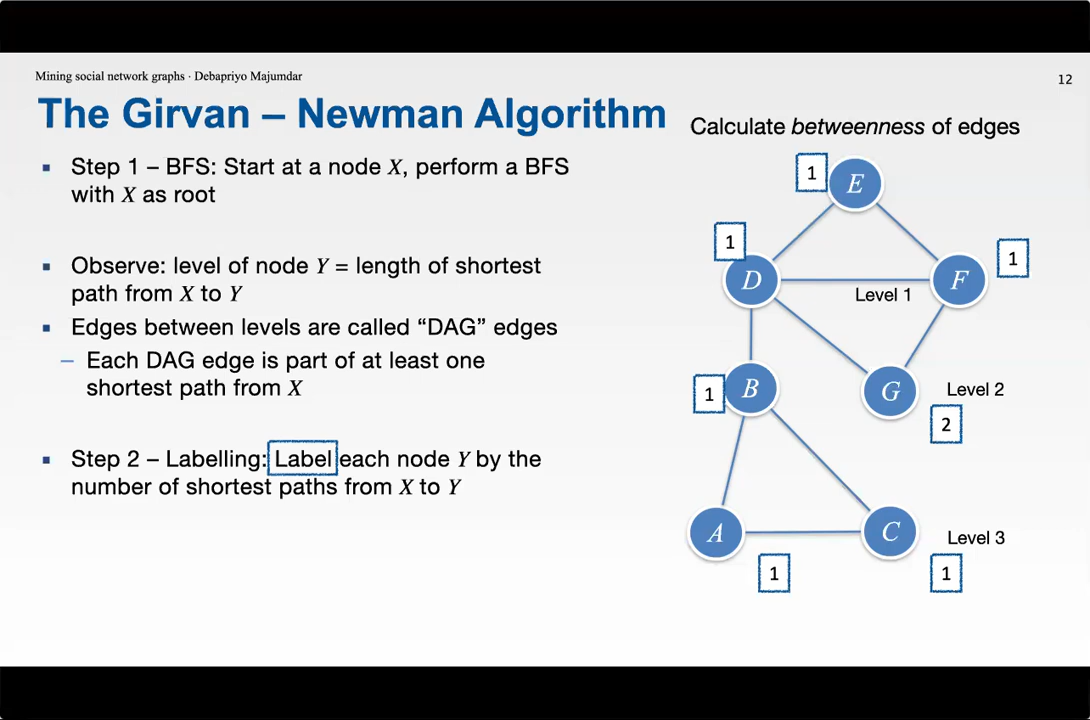 Mining social network graphs · Debapriyo Majumdar
12
The Girvan – Newman Algorithm
Calculate betweenness of edges
Step 1 – BFS: Start at a node X, perform a BFS
with X as root
Observe: level of node Y = length of shortest
path from X to Y
Edges between levels are called “DAG” edges
– Each DAG edge is part of at least one
shortest path from X
Step 2 – Labelling: Label each node Y by the
number of shortest paths from X to Y
1
E
1
D
Level 1
F
1
1
B
G
Level 2
2
A
C
Level 3
1
1